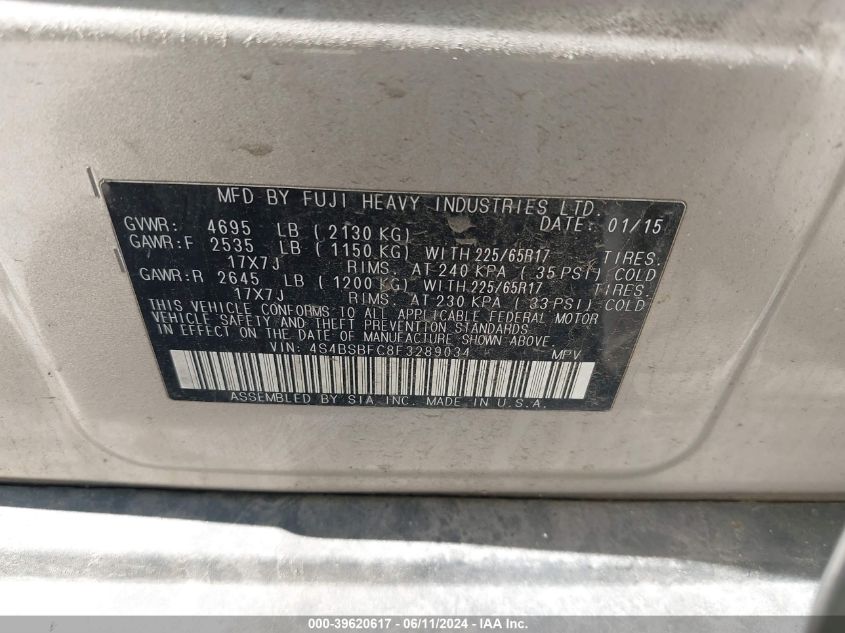 MFD BY FUJI HEAVY INDUSTRIES LTD.
GVWR: 4695 LB ( 2130 KG) DATE: 01/15
GAWR:F 2535 LB ( 1150 KG) WITH 225/65R17 TIRES.
17X7J RIMS. AT 240 KPA ( 35 PSI) COLD
GAWR:R 2645 LB ( 1200 KG) WITH 225/65R17 TIRES.
17X7J RIMS. AT 230 KPA ( 33 PSI) COLD
THIS VEHICLE CONFORMS TO ALL APPLICABLE FEDERAL MOTOR
VEHICLE SAFETY AND THEFT PREVENTION STANDARDS
IN EFFECT ON THE DATE OF MANUFACTURE SHOWN ABOVE.
VIN: 4S4BSBFC8F3289034 MPV
ASSEMBLED BY SIA INC. MADE IN U.S.A.
000-39620617 - 06/11/2024 - IAA, Inc.